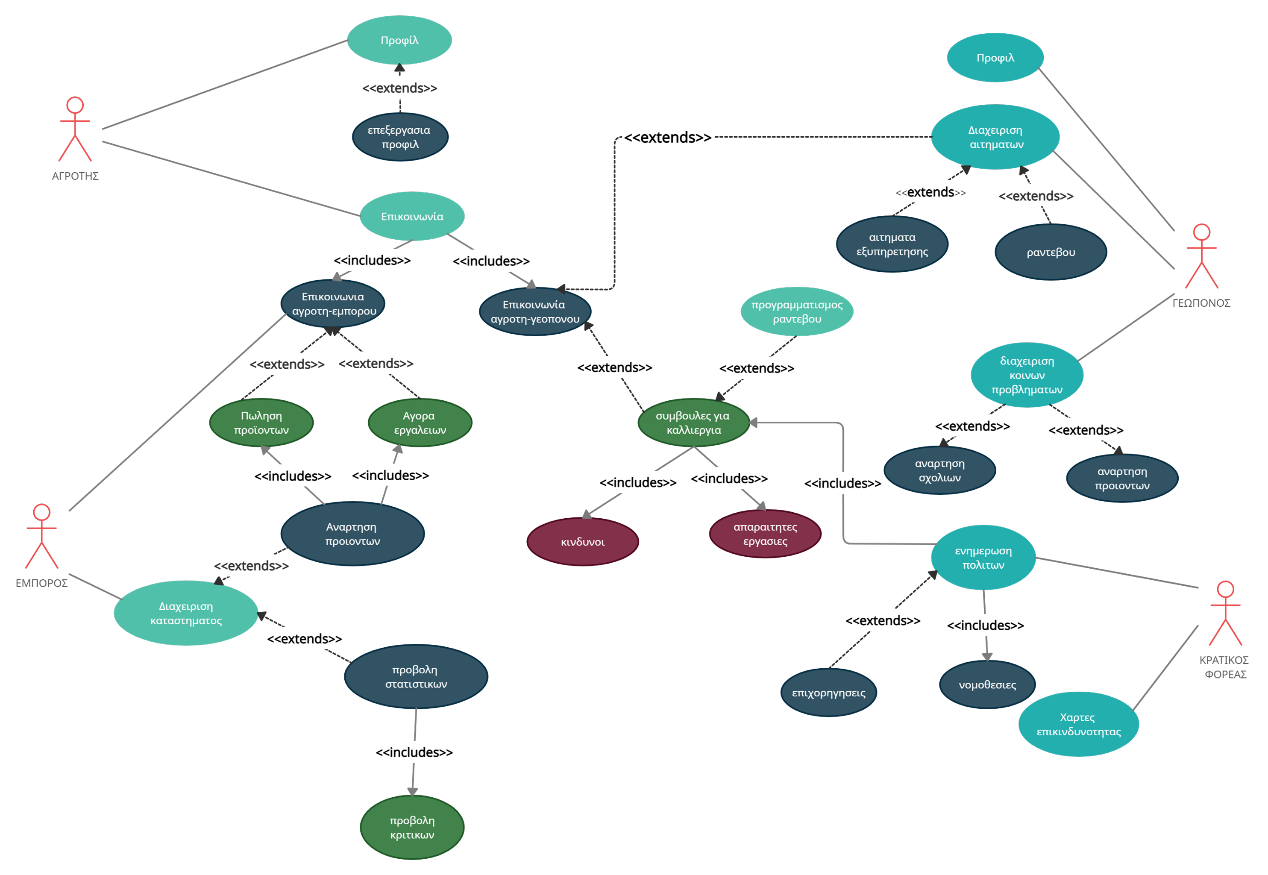 Προφίλ
<<extends>>
επεξεργασια
προφιλ
ΑΓΡΟΤΗΣ
Επικοινωνία
<<includes>>
<<includes>>
Επικοινωνια
αγροτη-εμπορου
Επικοινωνία
αγροτη-γεοπονου
<<extends>>
Προφιλ
Διαχειριση
αιτηματων
<<extends>>
<<extends>>
αιτηματα
εξυπηρετησης
ραντεβου
ΓΕΩΠΟΝΟΣ
προγραμματισμος
ραντεβου
<<extends>>
<<extends>>
<<extends>>
<<extends>>
διαχειριση
κοινων
προβληματων
Πωληση
προϊοντων
Αγορα
εργαλειων
συμβουλες για
καλλιεργια
<<extends>>
<<extends>>
αναρτηση
σχολιων
αναρτηση
προιοντων
<<includes>>
<<includes>>
<<includes>>
<<includes>>
<<includes>>
Αναρτηση
προιοντων
κινδυνοι
απαραιτητες
εργασιες
ενημερωση
πολιτων
ΕΜΠΟΡΟΣ
<<extends>>
Διαχειριση
καταστηματος
<<extends>>
<<extends>>
<<includes>>
ΚΡΑΤΙΚΟΣ
ΦΟΡΕΑΣ
προβολη
στατιστικων
επιχορηγησεις
νομοθεσιες
Χαρτες
επικινδυνοτητας
<<includes>>
προβολη
κριτικων